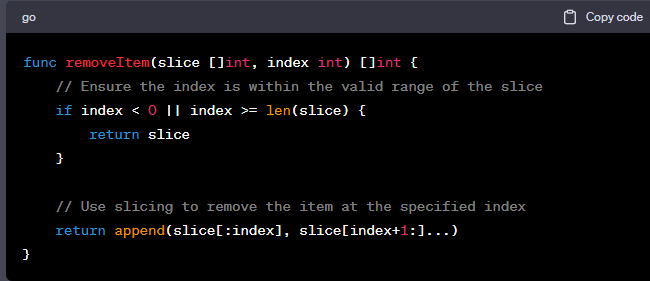 go
Copy code
func removeItem(slice []int, index int) []int {
    // Ensure the index is within the valid range of the slice
    if index < 0 || index >= len(slice) {
        return slice
    }

    // Use slicing to remove the item at the specified index
    return append(slice[:index], slice[index+1:]...)
}